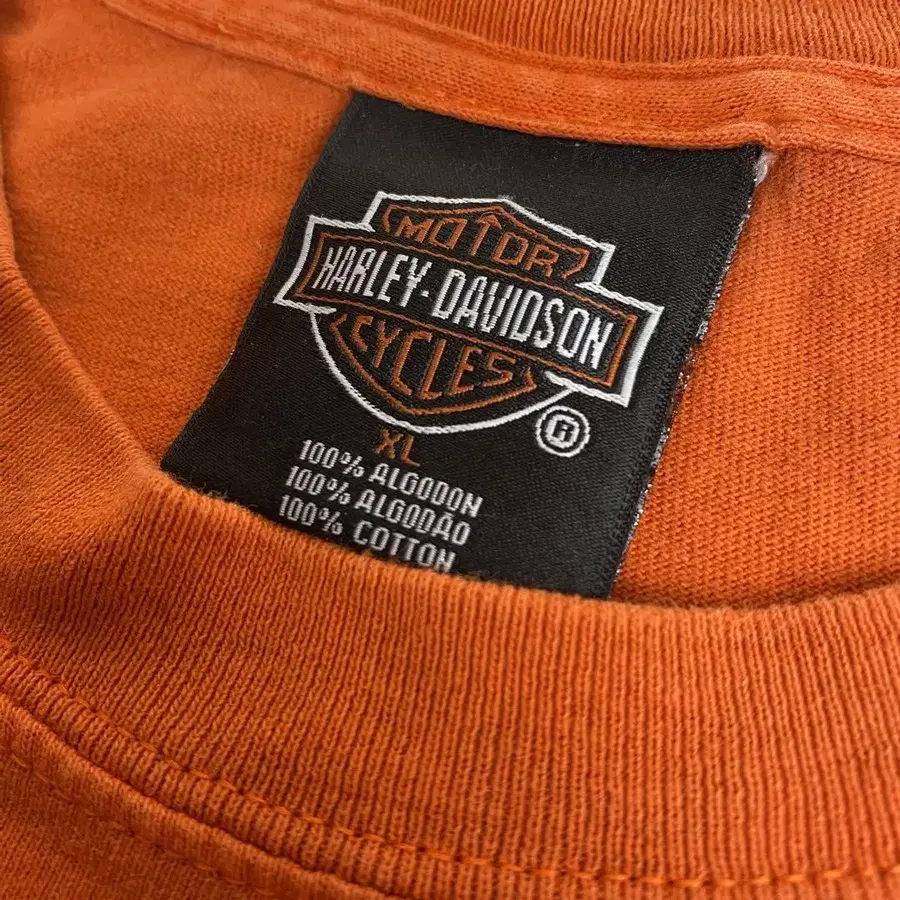 MOTOR
HARLEY-DAVIDSON
CYCLES
®
XL
100% ALGODON
100% ALGODÃO
100% COTTON